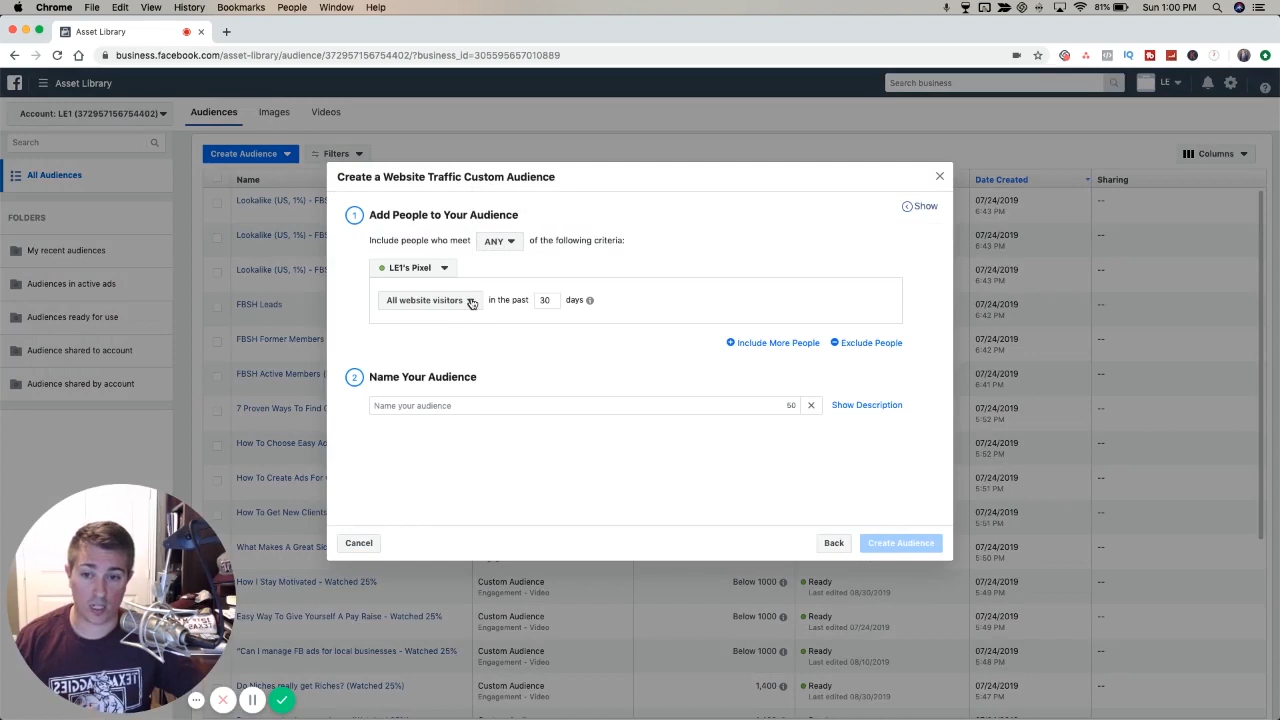 Chrome File Edit View History Bookmarks People Window Help
81% Sun 1:00 PM
Asset Library
business.facebook.com/asset-library/audience/372957156754402/?business_id=305595657010889
Asset Library
Search business
LE
Account: LE1 (372957156754402)
Audiences Images Videos
Search
Create Audience Filters Columns
All Audiences
FOLDERS
My recent audiences
Audiences in active ads
Audiences ready for use
Audience shared to account
Audience shared by account
Name Date Created Sharing
Lookalike (US, 1%) - FBS 07/24/2019 --
6:43 PM
Lookalike (US, 1%) - FBS 07/24/2019 --
6:43 PM
Lookalike (US, 1%) - FBS 07/24/2019 --
6:43 PM
FBSH Leads 07/24/2019 --
6:42 PM
FBSH Former Members 07/24/2019 --
6:42 PM
FBSH Active Members ( 07/24/2019 --
6:41 PM
7 Proven Ways To Find 07/24/2019 --
5:52 PM
How To Choose Easy Ad 07/24/2019 --
5:52 PM
How To Create Ads For 07/24/2019 --
5:51 PM
How To Get New Clients 07/24/2019 --
5:51 PM
What Makes A Great 07/24/2019 --
5:50 PM
How I Stay Motivated - Watched 25% Custom Audience Below 1000 Ready 07/24/2019 --
Engagement - Video Last edited 08/30/2019 5:49 PM
Easy Way To Give Yourself A Pay Raise - Watched 25% Custom Audience Below 1000 Ready 07/24/2019 --
Engagement - Video Last edited 07/24/2019 5:49 PM
"Can I manage FB ads for local businesses - Watched 25% Custom Audience Below 1000 Ready 07/24/2019 --
Engagement - Video Last edited 08/10/2019 5:48 PM
Do Niches really get Riches? (Watched 25%) Custom Audience 1,400 Ready 07/24/2019 --
Engagement - Video Last edited 08/30/2019 5:47 PM
Create a Website Traffic Custom Audience
Show
1 Add People to Your Audience
Include people who meet ANY of the following criteria:
LE1's Pixel
All website visitors in the past 30 days
Include More People Exclude People
2 Name Your Audience
Name your audience 50 Show Description
Cancel Back Create Audience
TEXAS AGGIES